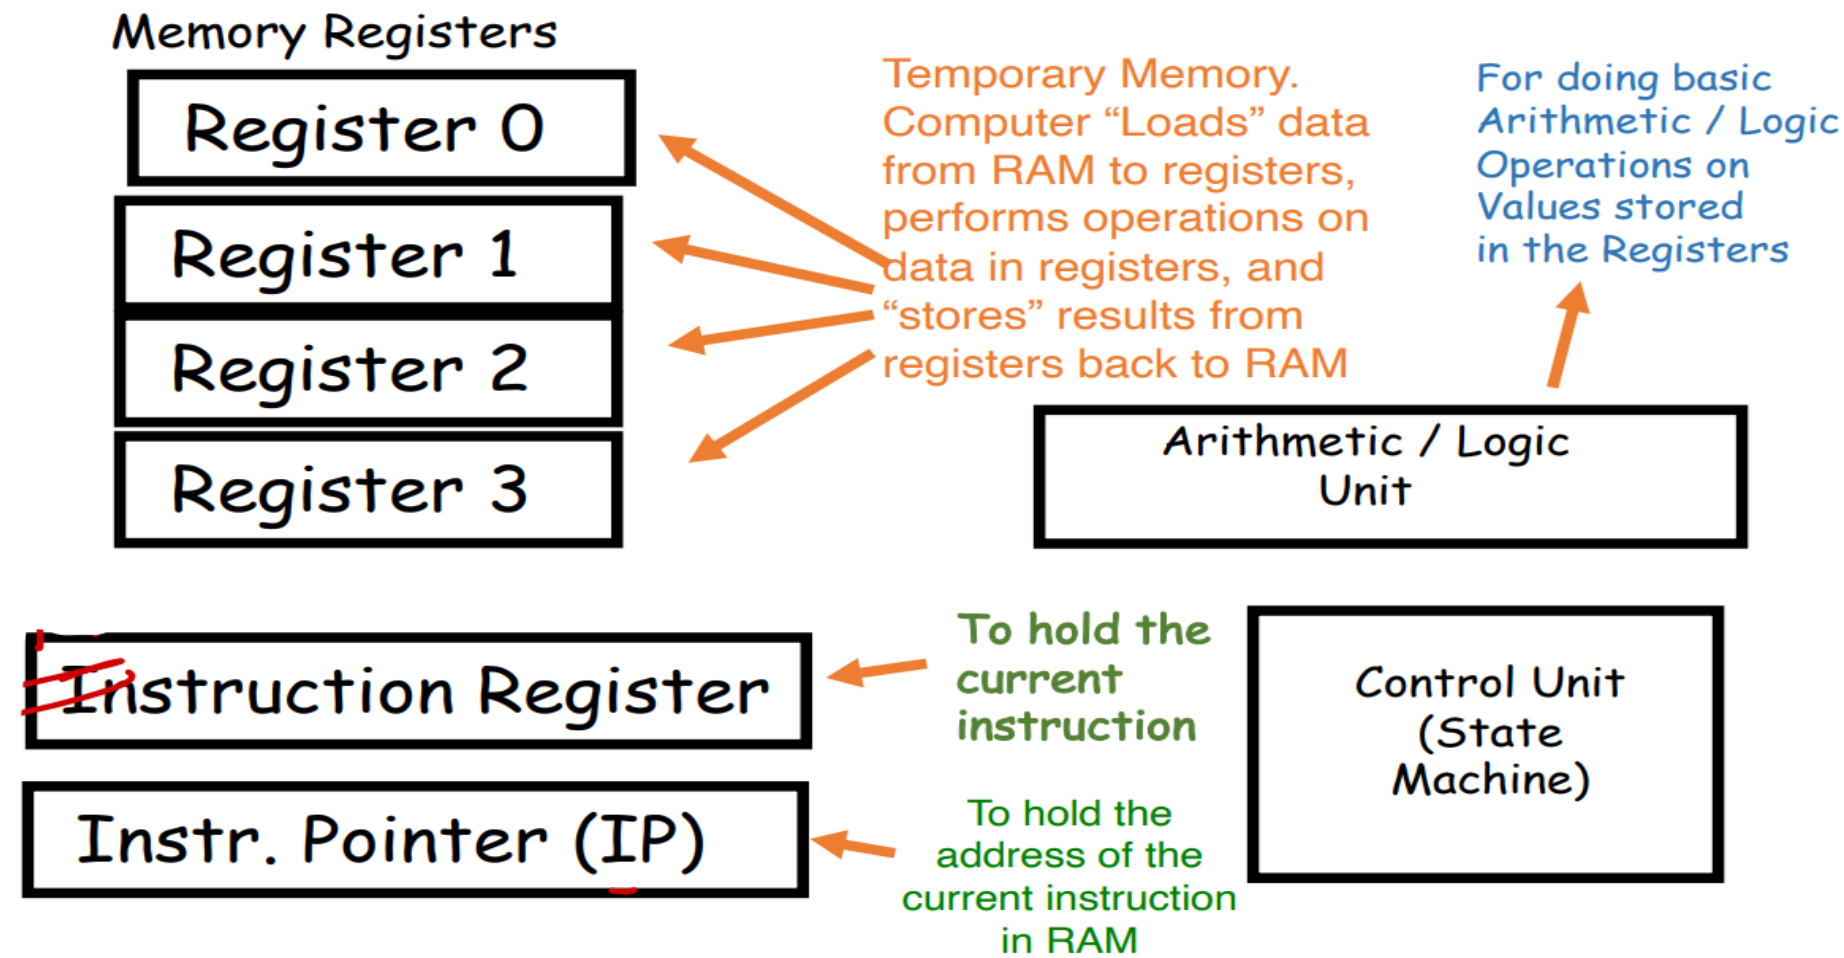 Memory Registers
Register 0
Register 1
Register 2
Register 3
Temporary Memory.
Computer “Loads” data
from RAM to registers,
performs operations on
data in registers, and
“stores” results from
registers back to RAM
For doing basic
Arithmetic / Logic
Operations on
Values stored
in the Registers
Arithmetic / Logic
Unit
Instruction Register
To hold the
current
instruction
Instr. Pointer (IP)
To hold the
address of the
current instruction
in RAM
Control Unit
(State
Machine)